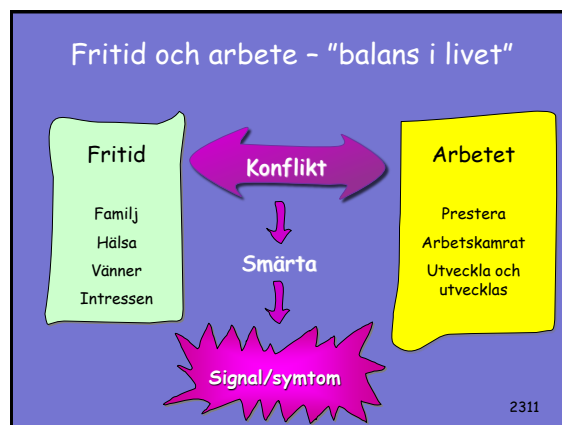 Fritid och arbete – ”balans i livet”
Fritid
Familj
Hälsa
Vänner
Intressen
Konflikt
Smärta
Signal/symtom
Arbetet
Prestera
Arbetskamrat
Utveckla och
utvecklas
2311